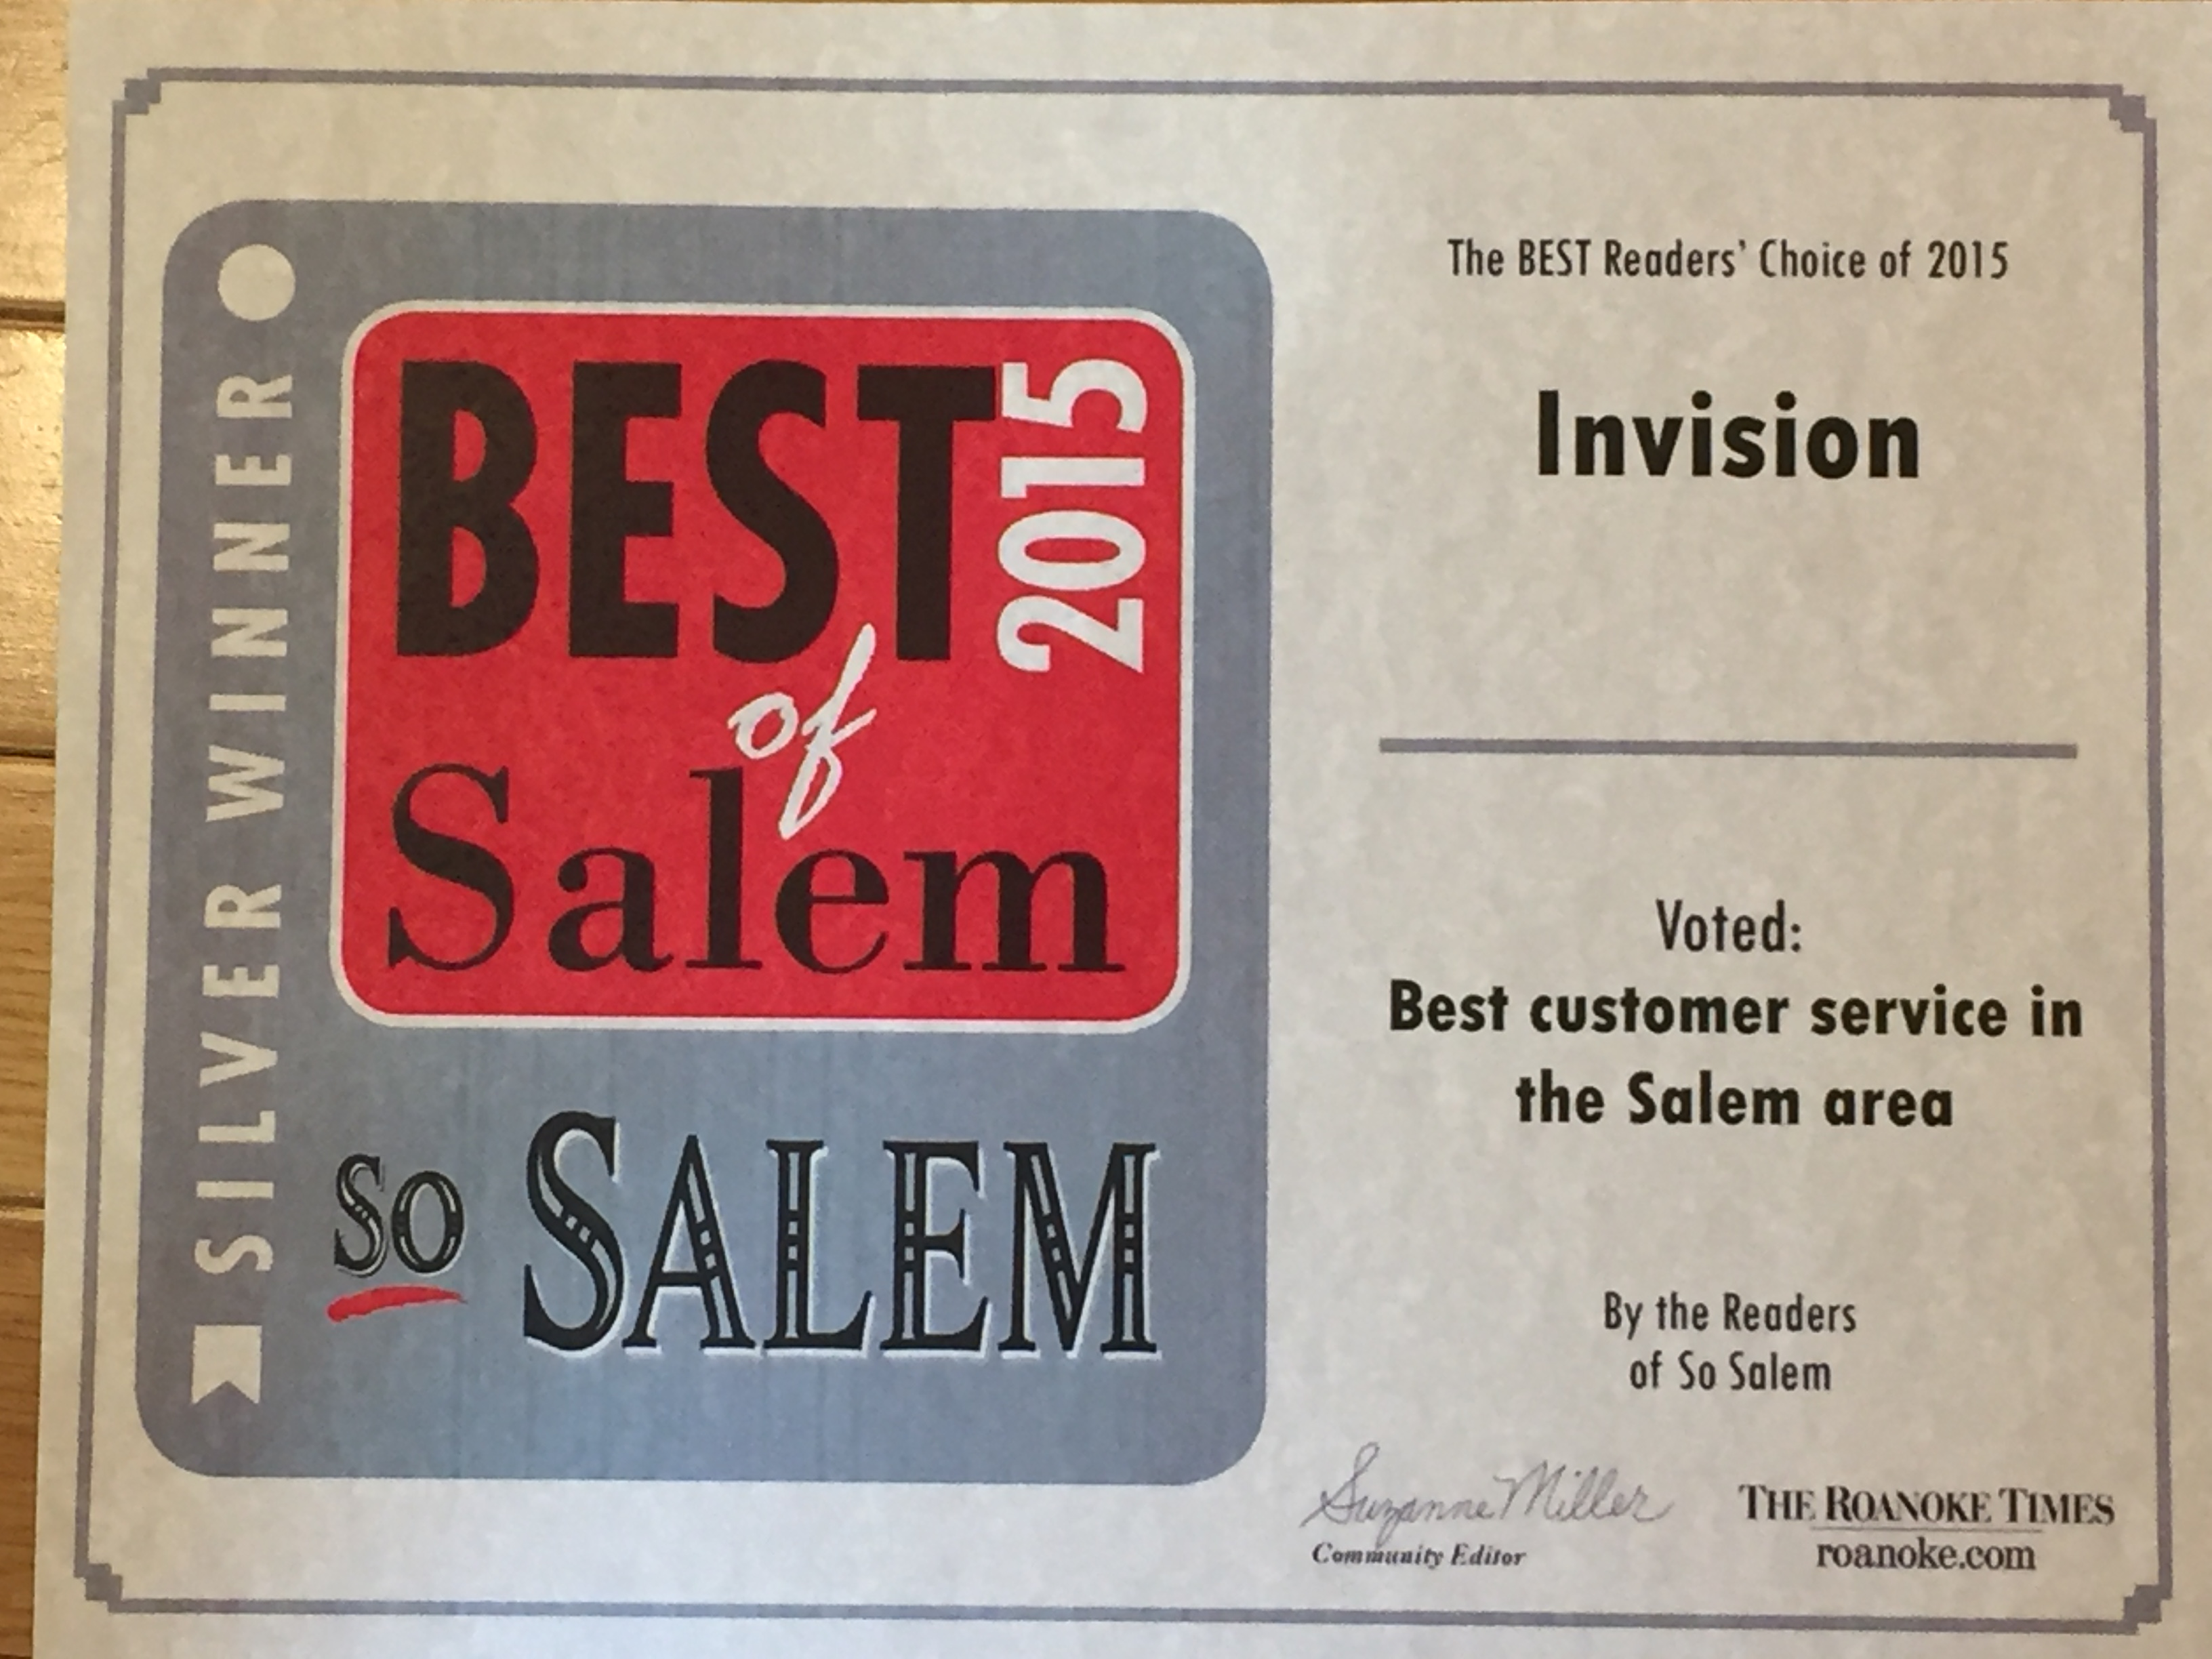 SILVER WINNER
BEST 2015
of
Salem
SO SALEM
The BEST Readers' Choice of 2015
Invision
Voted:
Best customer service in
the Salem area
By the Readers
of So Salem
Suzanne Miller
Community Editor
THE ROANOKE TIMES
roanoke.com